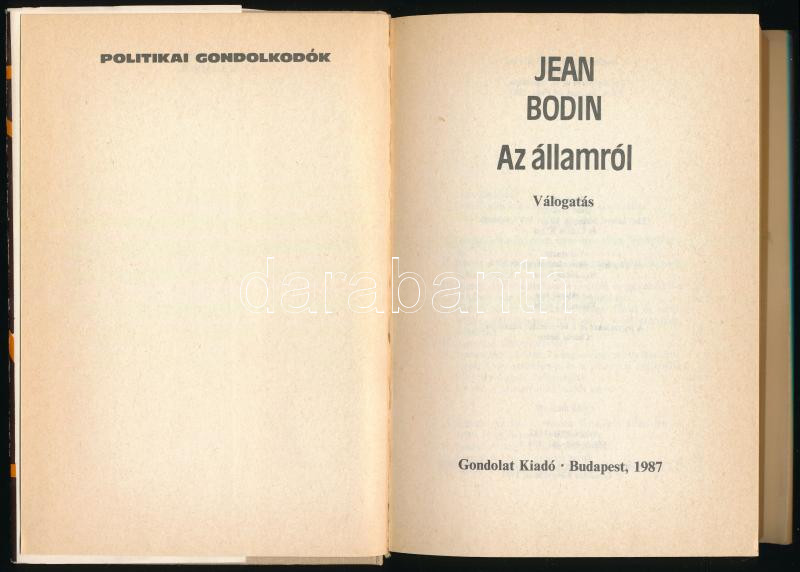 POLITIKAI GONDOLKODÓK
JEAN
BODIN
Az államról
Válogatás
Gondolat Kiadó · Budapest, 1987
darabanth